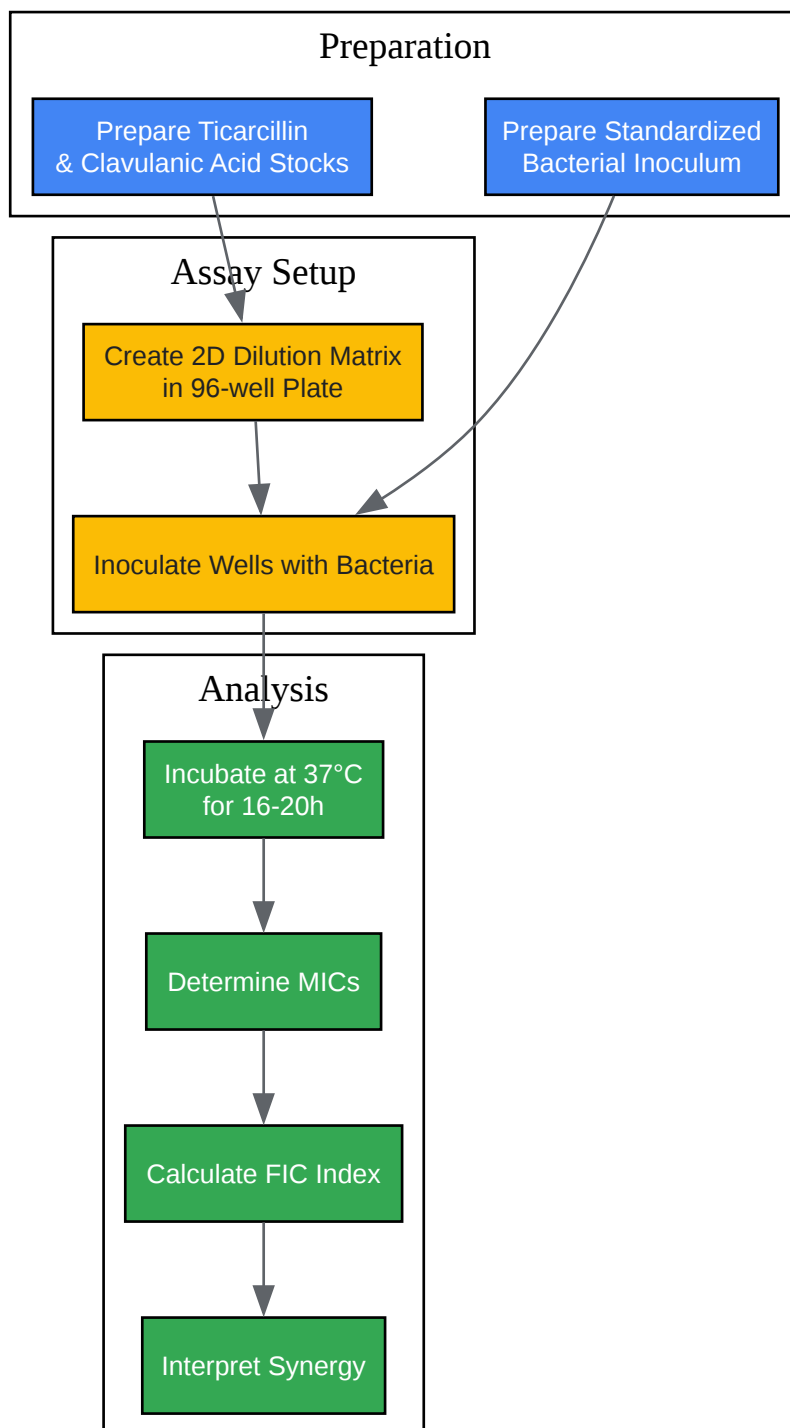 Preparation
Prepare Ticarcillin
& Clavulanic Acid Stocks
Prepare Standardized
Bacterial Inoculum
Assay Setup
Create 2D Dilution Matrix
in 96-well Plate
Inoculate Wells with Bacteria
Analysis
Incubate at 37°C
for 16-20h
Determine MICs
Calculate FIC Index
Interpret Synergy